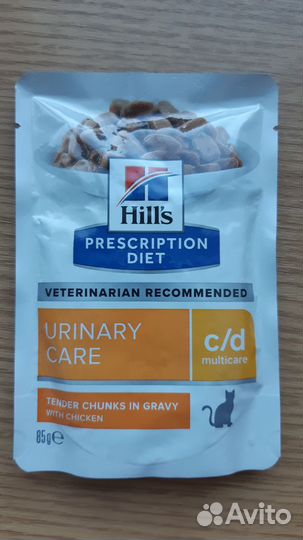 Hill's
PRESCRIPTION
DIET
VETERINARIAN RECOMMENDED
URINARY
CARE
c/d
multicare
TENDER CHUNKS IN GRAVY
WITH CHICKEN
85g℮
Avito